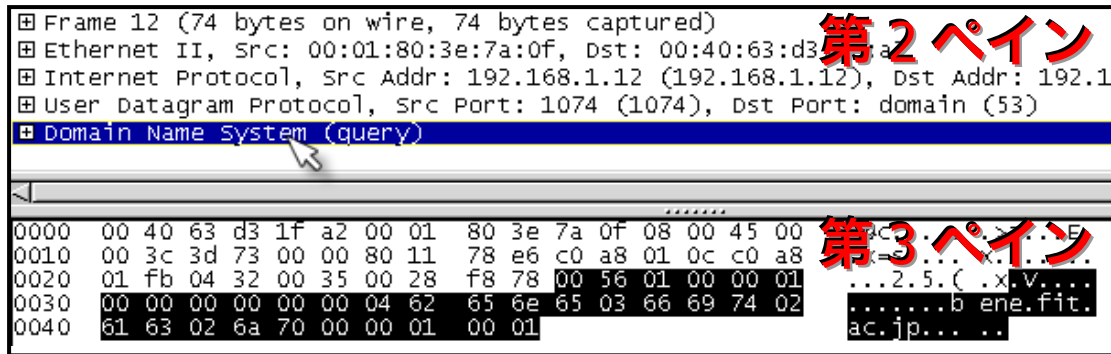 ⊞ Frame 12 (74 bytes on wire, 74 bytes captured)
⊞ Ethernet II, Src: 00:01:80:3e:7a:0f, Dst: 00:40:63:d3
第2ペイン
⊞ Internet Protocol, Src Addr: 192.168.1.12 (192.168.1.12), Dst Addr: 192.1
⊞ User Datagram Protocol, Src Port: 1074 (1074), Dst Port: domain (53)
⊞ Domain Name System (query)
0000 00 40 63 d3 1f a2 00 01 80 3e 7a 0f 08 00 45 00
第3ペイン
0010 00 3c 3d 73 00 00 80 11 78 e6 c0 a8 01 0c c0 a8
0020 01 fb 04 32 00 35 00 28 f8 78 00 56 01 00 00 01 ...2.5.( .x.V....
0030 00 00 00 00 00 00 04 62 65 6e 65 03 66 69 74 02 .......b ene.fit.
0040 61 63 02 6a 70 00 00 01 00 01 ac.jp... ..